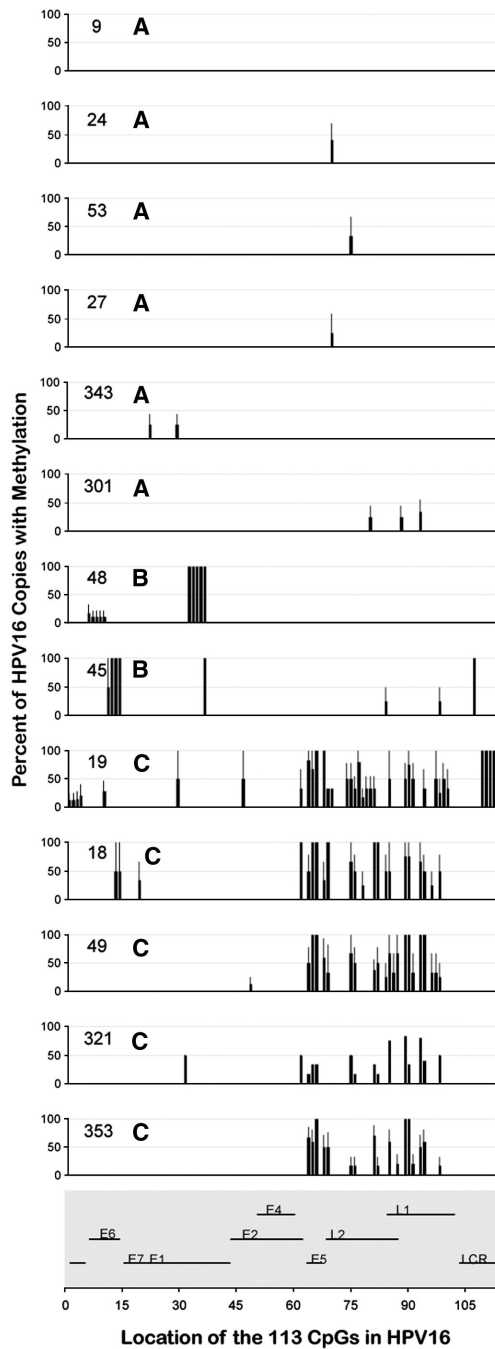 Percent of HPV16 Copies with Methylation
100
50
0
9 A
100
50
0
24 A
100
50
0
53 A
100
50
0
27 A
100
50
0
343 A
100
50
0
301 A
100
50
0
48 B
100
50
0
45 B
100
50
0
19 C
100
50
0
18 C
100
50
0
49 C
100
50
0
321 C
100
50
0
353 C
E4 L1
E6 E2 L2
E7 E1 E5 LCR
0 15 30 45 60 75 90 105
Location of the 113 CpGs in HPV16